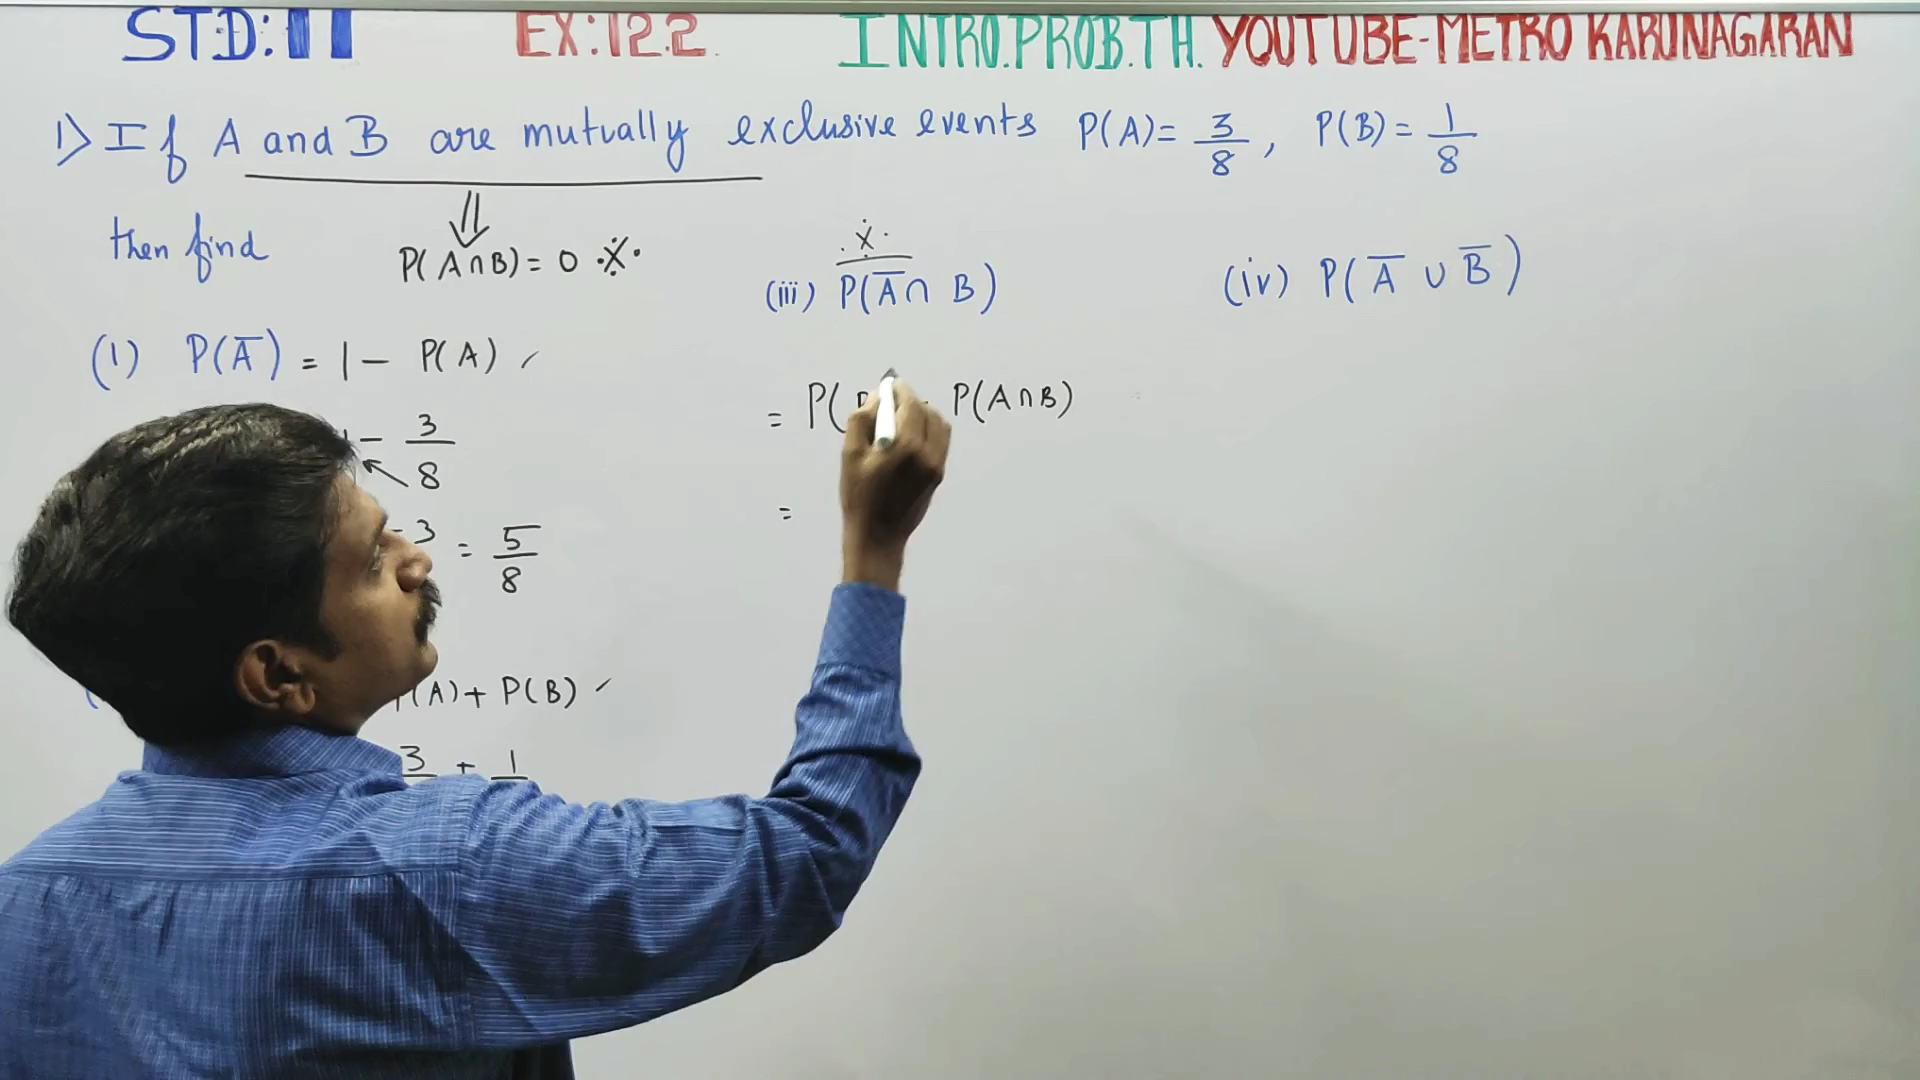 STD: 11 EX: 12.2. INTRO.PROB.TH. YOUTUBE-METRO KARUNAGARAN
1) If A and B are mutually exclusive events P(A)= 3/8, P(B)= 1/8
then find
P(A∩B)= 0 ·X·
(1) P(A̅) = 1 - P(A) ✓
- 3/8
-3 = 5/8
(A)+ P(B) ✓
3 + 1
·X·
(iii) P(A̅∩ B)
= P( P(A∩B)
=
(iv) P( A̅ ∪ B̅ )